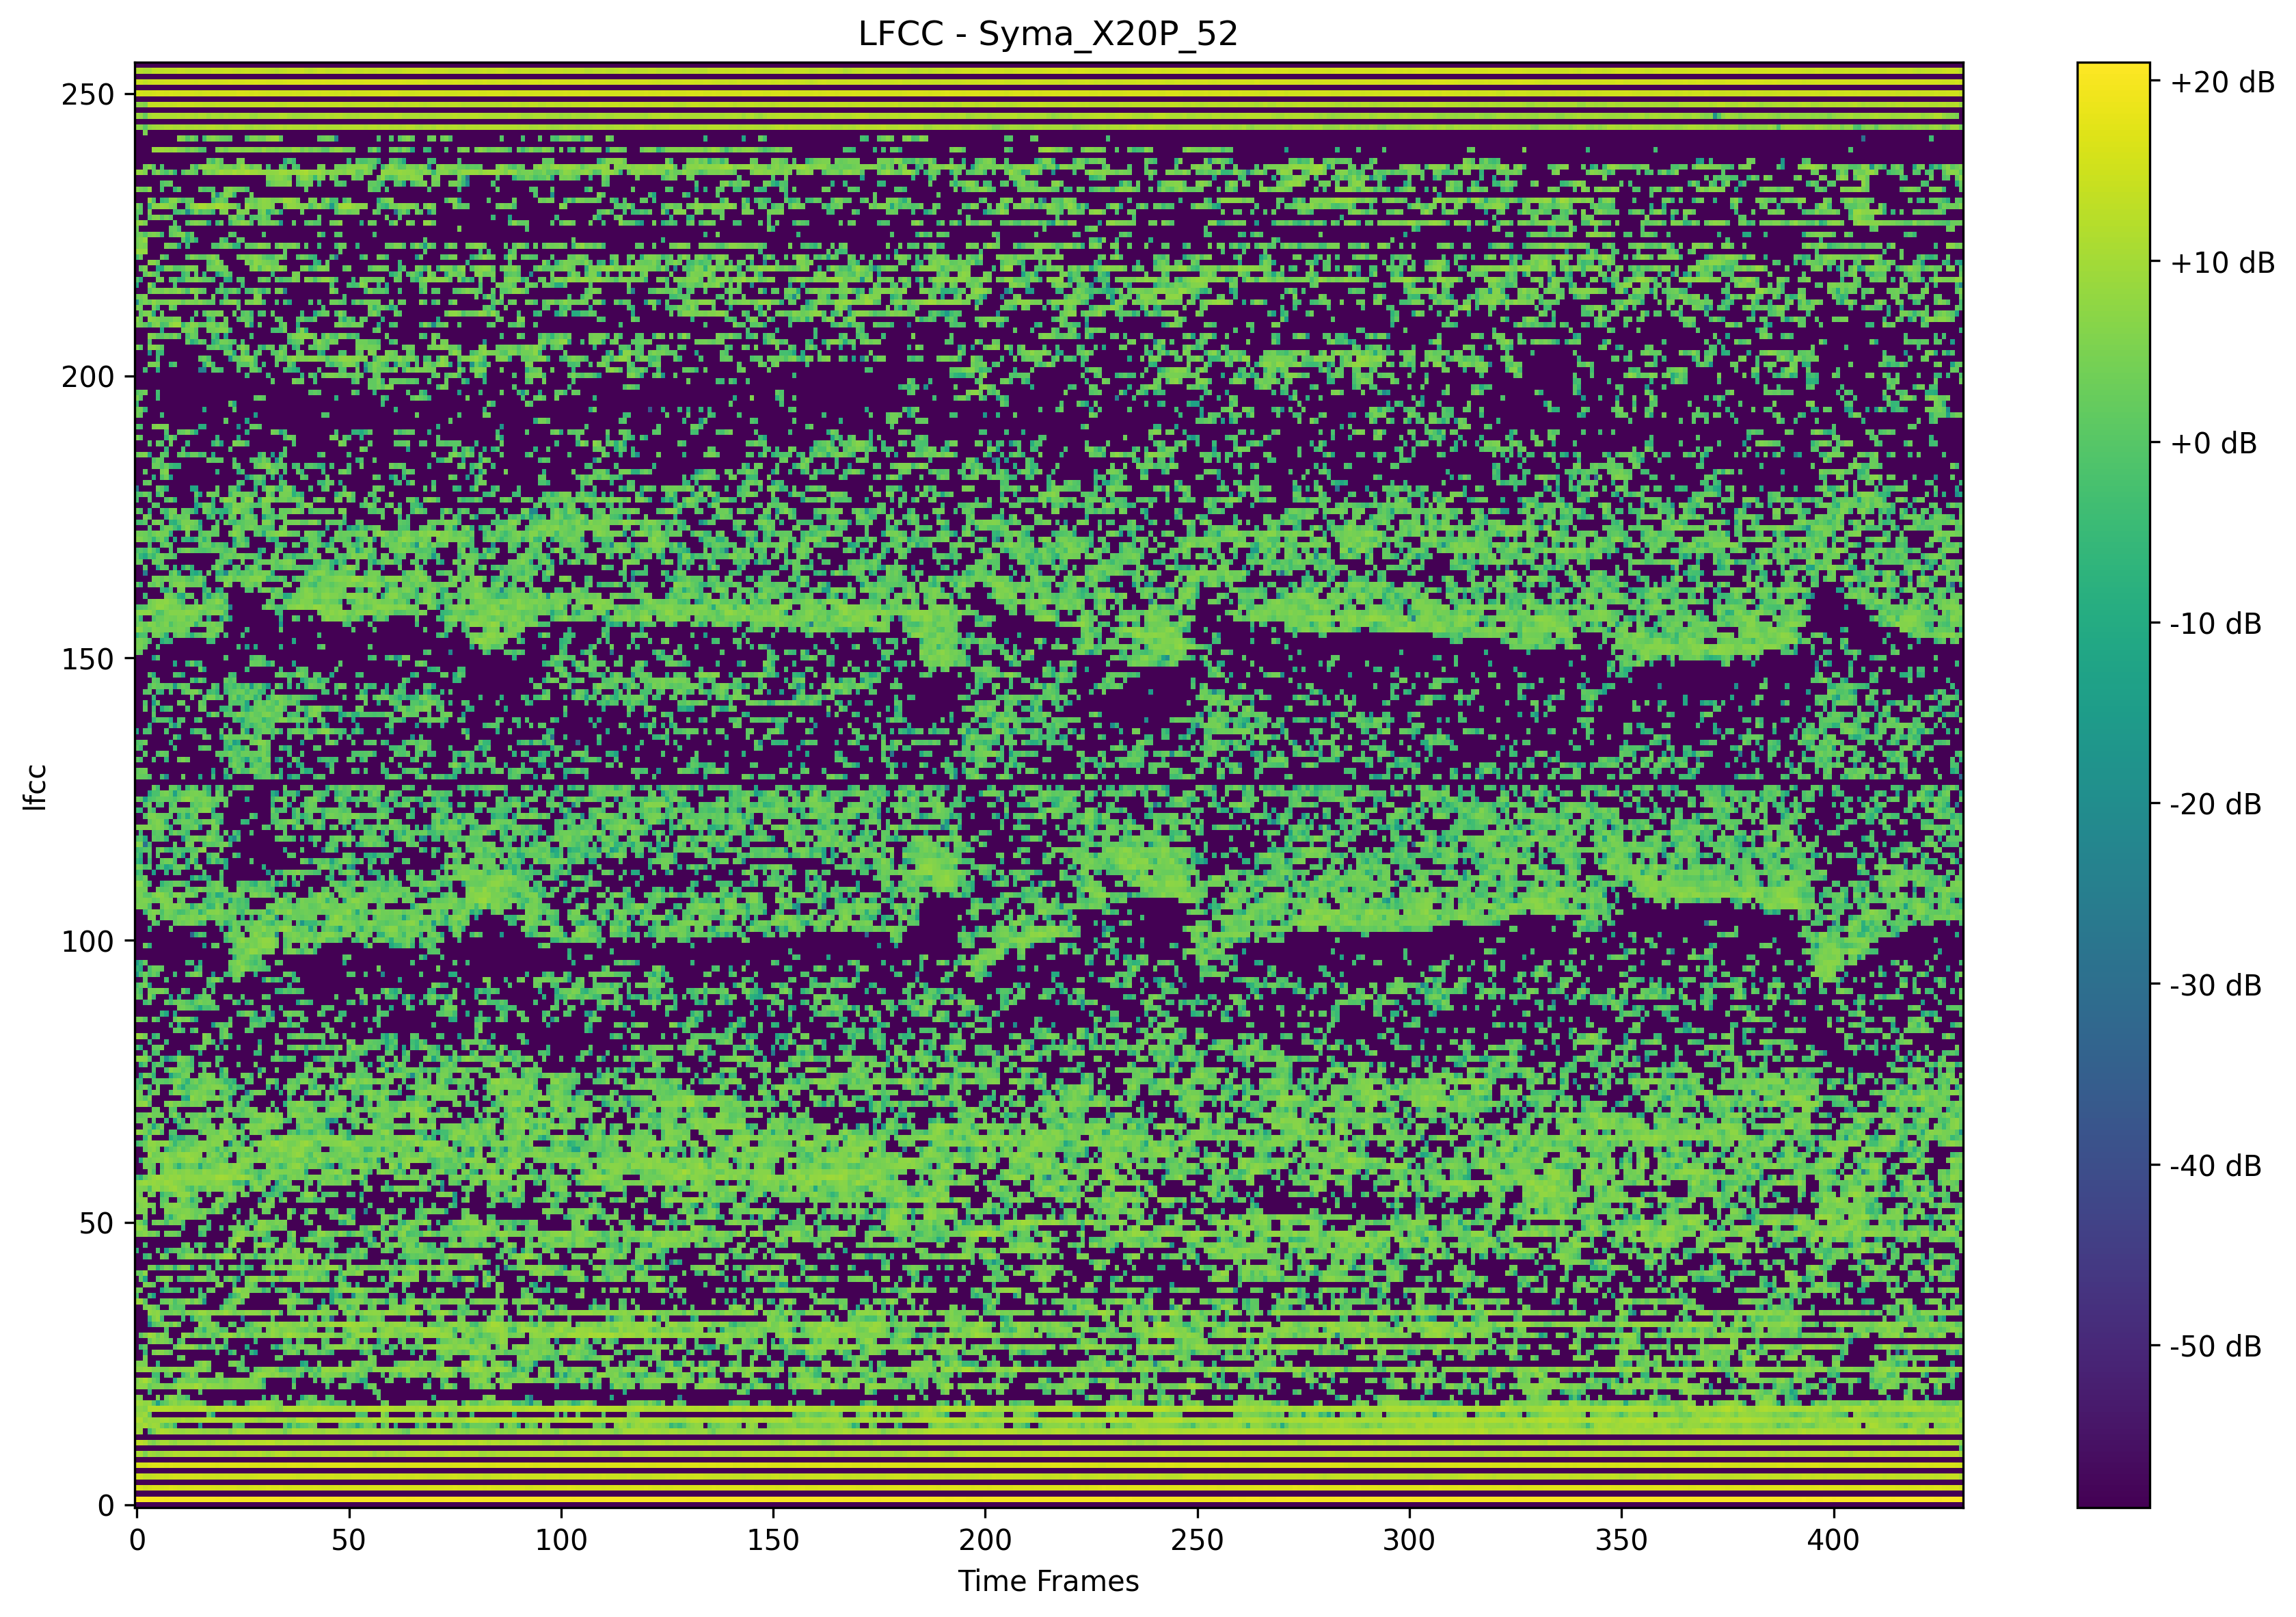 LFCC - Syma_X20P_52
250
200
150
100
50
0
lfcc
0 50 100 150 200 250 300 350 400
Time Frames
+20 dB
+10 dB
+0 dB
-10 dB
-20 dB
-30 dB
-40 dB
-50 dB